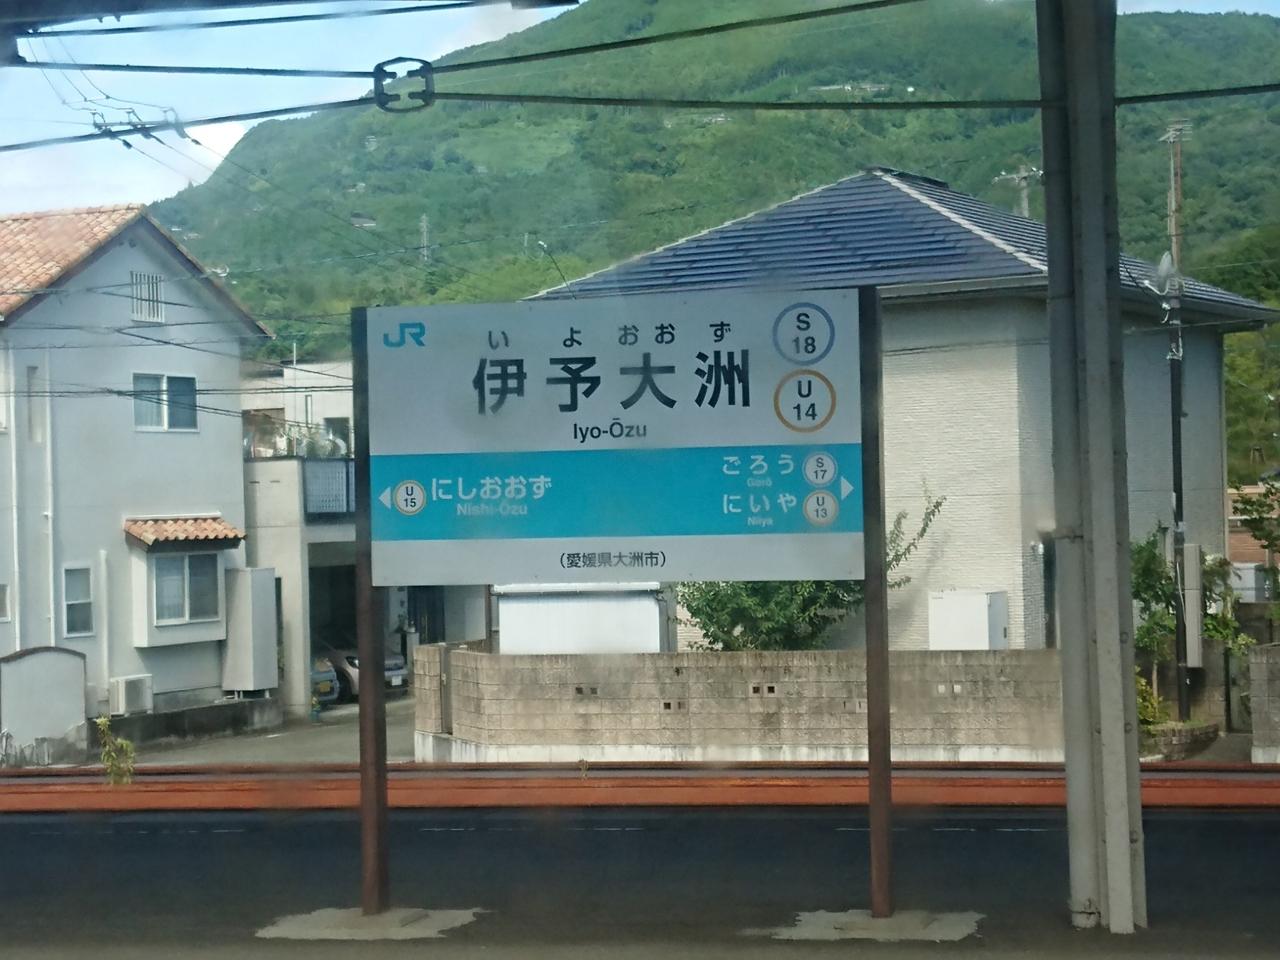 JR
いよおおず
伊予大洲
Iyo-Ōzu
S
18
U
14
U
15
にしおおず
Nishi-Ōzu
ごろう
Gorō
S
17
にいや
Niiya
U
13
(愛媛県大洲市)